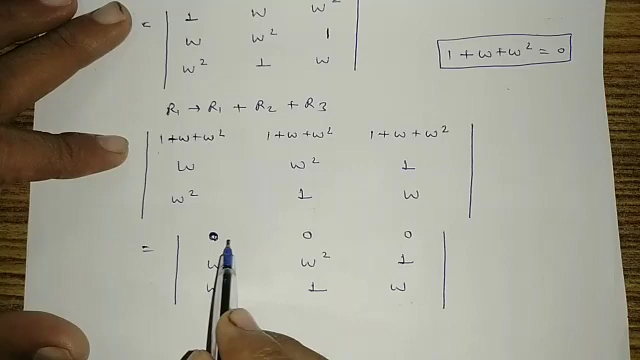 = | 1 w w² |
| w w² 1 |
| w² 1 w |
1 + w + w² = 0
R₁ → R₁ + R₂ + R₃
| 1+w+w² 1+w+w² 1+w+w² |
| w w² 1 |
| w² 1 w |
= | 0 0 0 |
| w w² 1 |
| w 1 w |